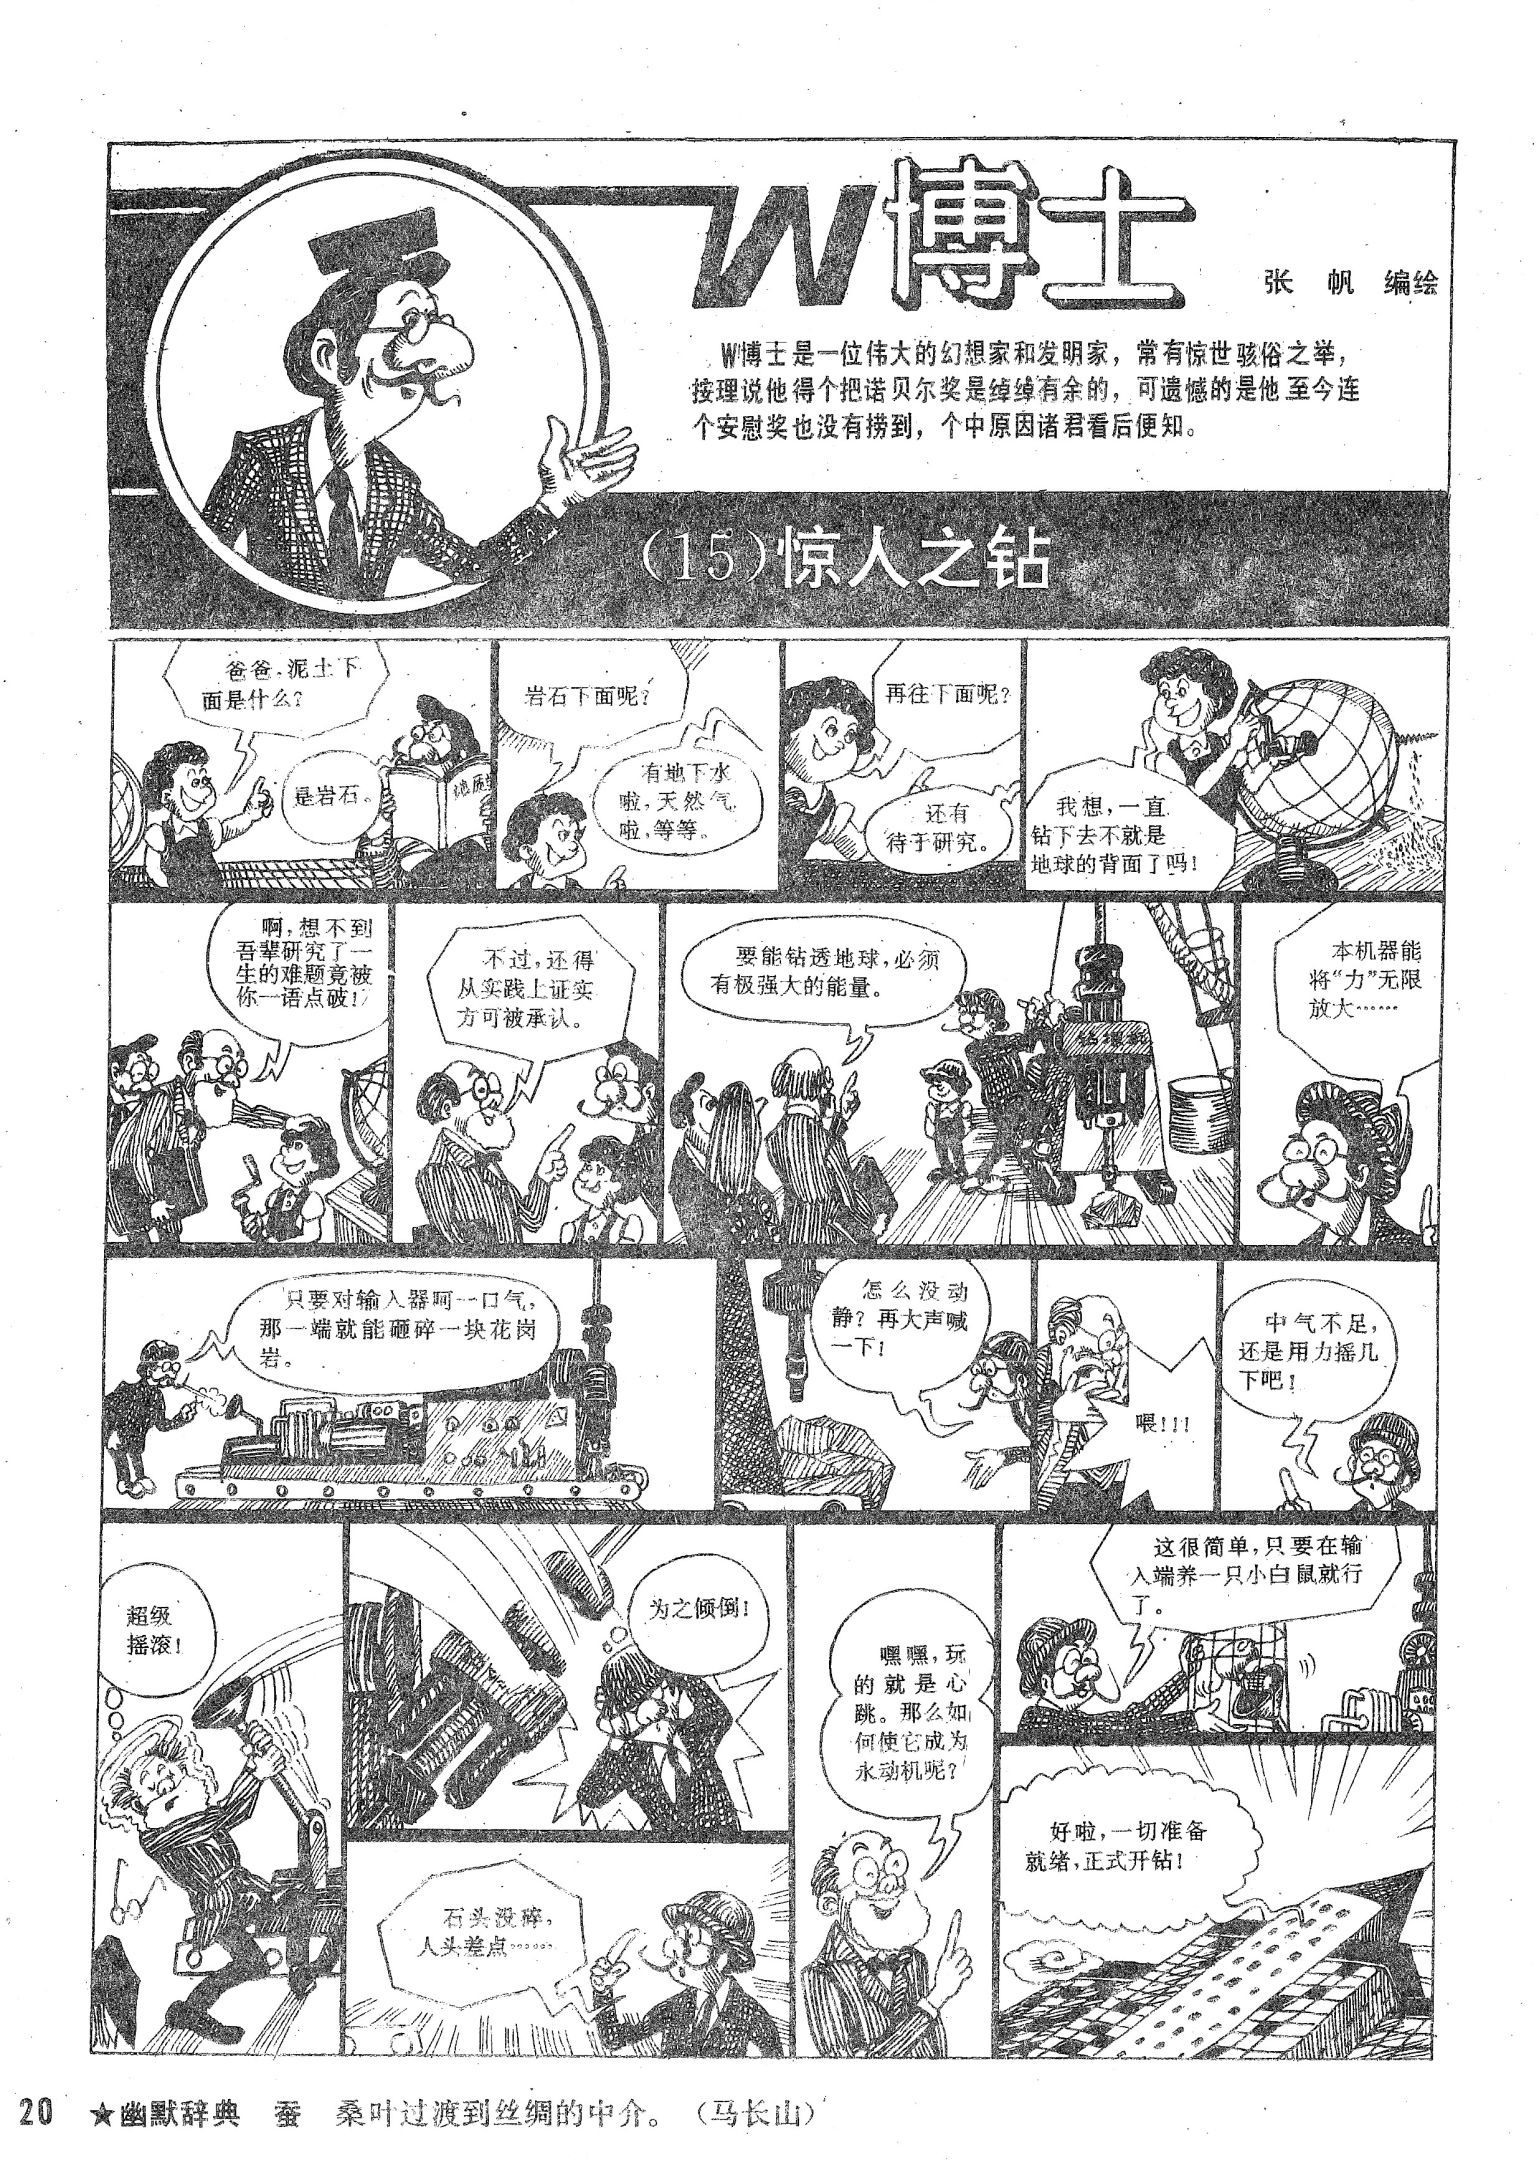 W博士
张 帆 编绘
W博士是一位伟大的幻想家和发明家，常有惊世骇俗之举，
按理说他得个把诺贝尔奖是绰绰有余的，可遗憾的是他至今连
个安慰奖也没有捞到，个中原因诸君看后便知。
（15）惊人之钻
爸爸，泥土下
面是什么？
是岩石。
地质学
岩石下面呢？
有地下水
啦，天然气
啦，等等。
再往下面呢？
还有
待于研究。
我想，一直
钻下去不就是
地球的背面了吗！
啊，想不到
吾辈研究了一
生的难题竟被
你一语点破！
不过，还得
从实践上证实
方可被承认。
要能钻透地球，必须
有极强大的能量。
钻探机
本机器能
将“力”无限
放大……
只要对输入器呵一口气，
那一端就能砸碎一块花岗
岩。
怎么没动
静？再大声喊
一下！
喂！！！
中气不足，
还是用力摇几
下吧！
超级
摇滚！
为之倾倒！
石头没碎，
人头差点……
嘿嘿，玩
的就是心
跳。那么如
何使它成为
永动机呢？
这很简单，只要在输
入端养一只小白鼠就行
了。
好啦，一切准备
就绪，正式开钻！
20 ★幽默辞典 蚕 桑叶过渡到丝绸的中介。（马长山）